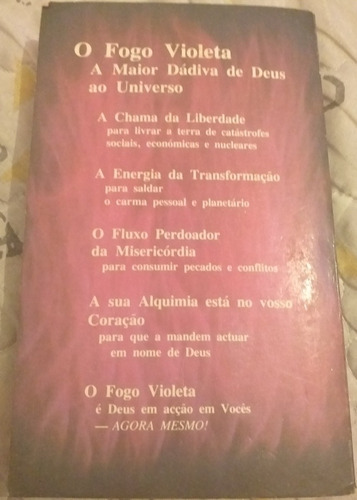 O Fogo Violeta
A Maior Dádiva de Deus
ao Universo
A Chama da Liberdade
para livrar a terra de catástrofes
sociais, económicas e nucleares
A Energia da Transformação
para saldar
o carma pessoal e planetário
O Fluxo Perdoador
da Misericórdia
para consumir pecados e conflitos
A sua Alquimia está no vosso
Coração
para que a mandem actuar
em nome de Deus
O Fogo Violeta
é Deus em acção em Vocês
— AGORA MESMO!